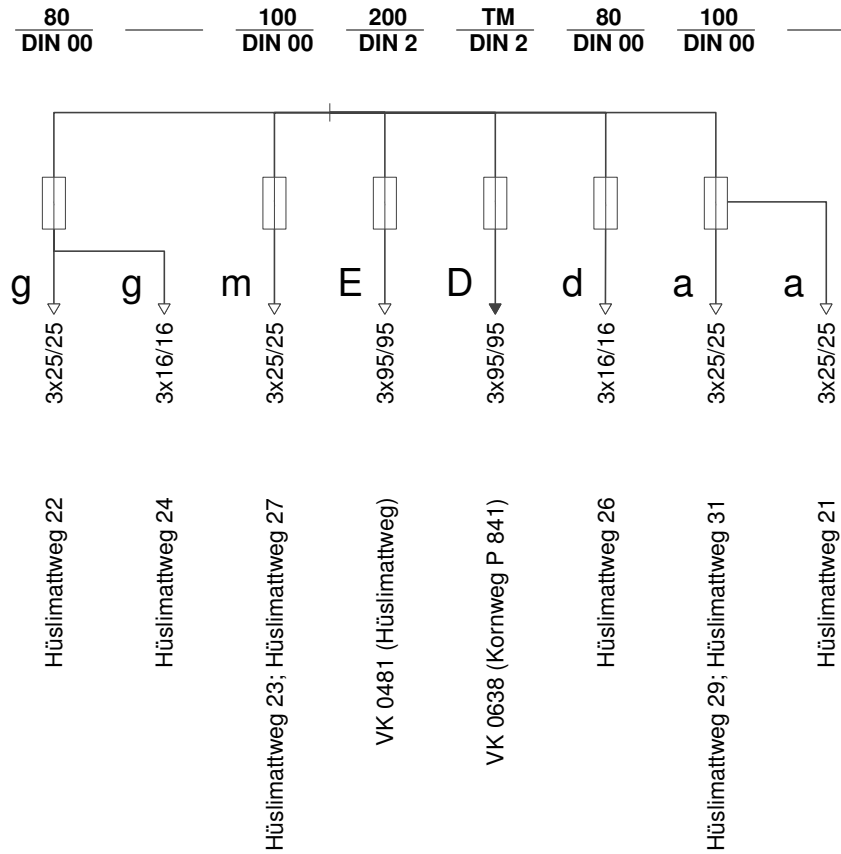 80 100 200 TM 80 100
DIN 00 DIN 00 DIN 2 DIN 2 DIN 00 DIN 00
g g m E D d a a
3x25/25
3x16/16
3x25/25
3x95/95
3x95/95
3x16/16
3x25/25
3x25/25
Hüslimattweg 22
Hüslimattweg 24
Hüslimattweg 23; Hüslimattweg 27
VK 0481 (Hüslimattweg)
VK 0638 (Kornweg P 841)
Hüslimattweg 26
Hüslimattweg 29; Hüslimattweg 31
Hüslimattweg 21